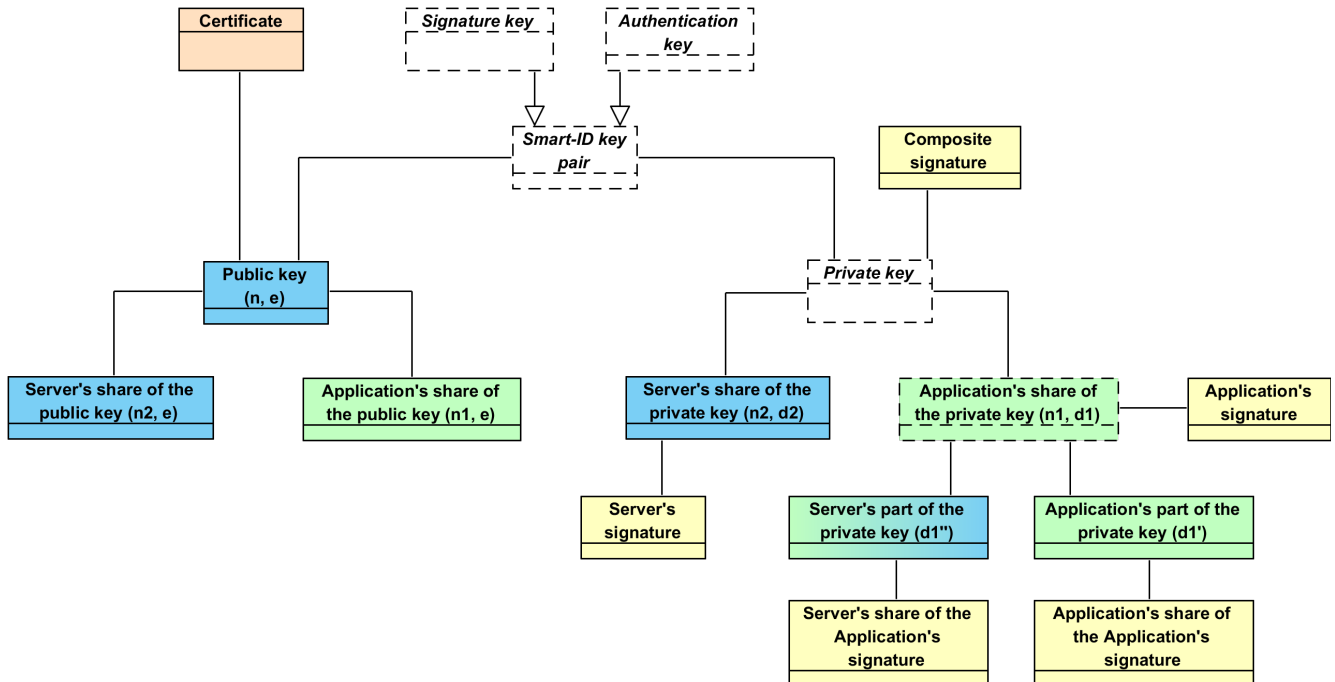 Certificate
Signature key
Authentication
key
Smart-ID key
pair
Composite
signature
Public key
(n, e)
Private key
Server's share of the
public key (n2, e)
Application's share of
the public key (n1, e)
Server's share of the
private key (n2, d2)
Application's share of
the private key (n1, d1)
Application's
signature
Server's
signature
Server's part of the
private key (d1'')
Application's part of the
private key (d1')
Server's share of the
Application's
signature
Application's share of
the Application's
signature